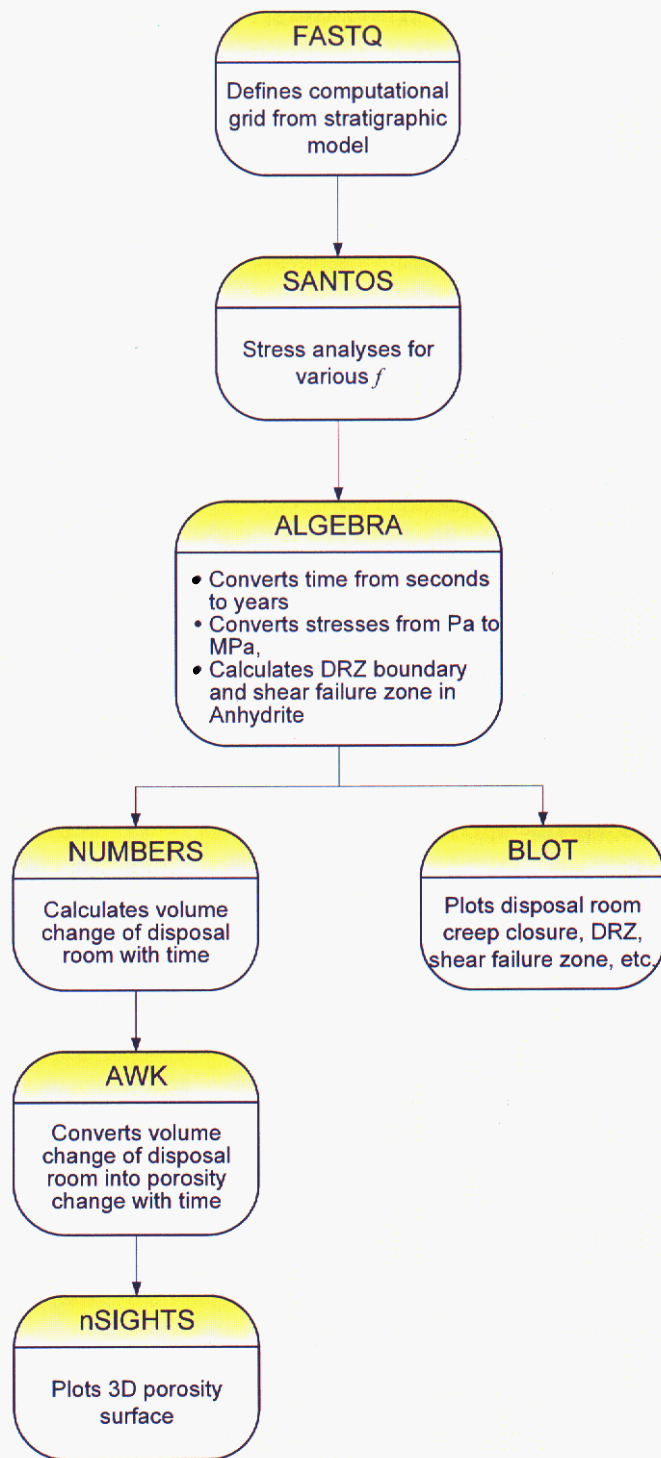 FASTQ
Defines computational
grid from stratigraphic
model
SANTOS
Stress analyses for
various f
ALGEBRA
• Converts time from seconds
to years
• Converts stresses from Pa to
MPa,
• Calculates DRZ boundary
and shear failure zone in
Anhydrite
NUMBERS
Calculates volume
change of disposal
room with time
BLOT
Plots disposal room
creep closure, DRZ,
shear failure zone, etc.
AWK
Converts volume
change of disposal
room into porosity
change with time
nSIGHTS
Plots 3D porosity
surface